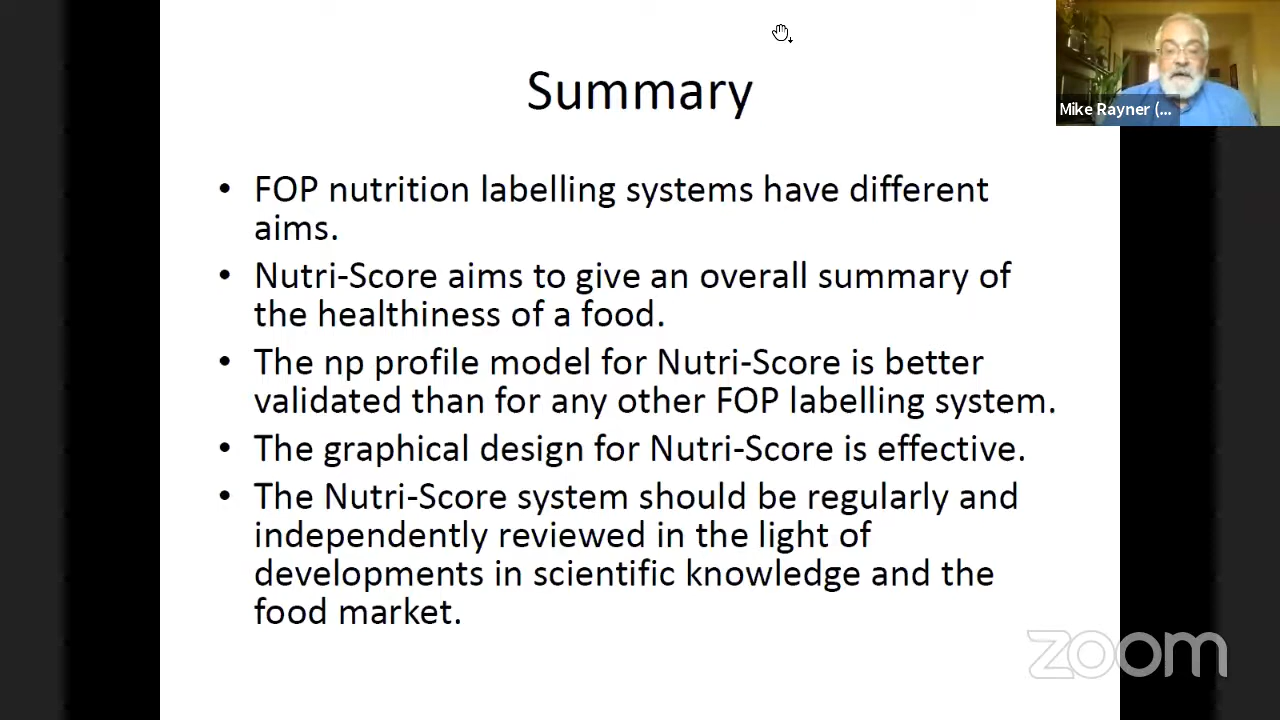 Summary
Mike Rayner (...
• FOP nutrition labelling systems have different
aims.
• Nutri-Score aims to give an overall summary of
the healthiness of a food.
• The np profile model for Nutri-Score is better
validated than for any other FOP labelling system.
• The graphical design for Nutri-Score is effective.
• The Nutri-Score system should be regularly and
independently reviewed in the light of
developments in scientific knowledge and the
food market.
zoom